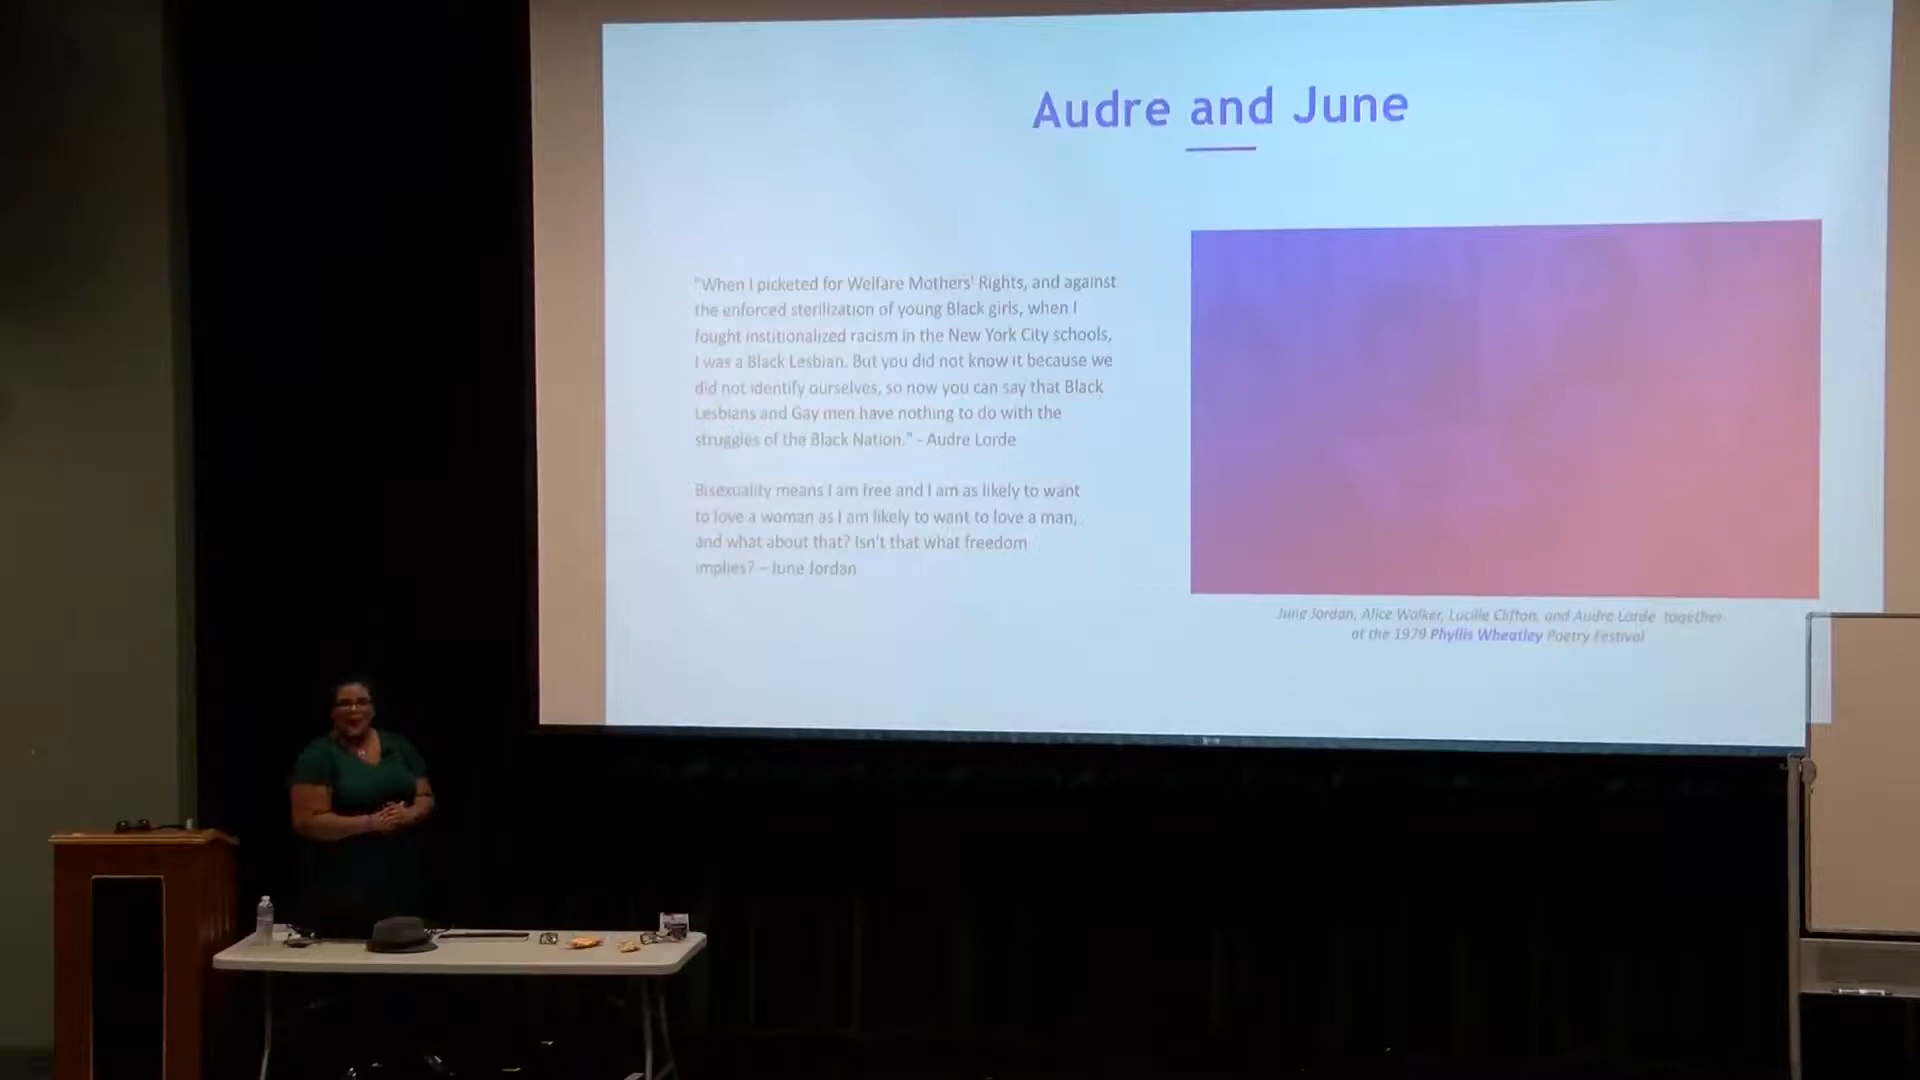 Audre and June
"When I picketed for Welfare Mothers' Rights, and against
the enforced sterilization of young Black girls, when I
fought institionalized racism in the New York City schools,
I was a Black Lesbian. But you did not know it because we
did not identify ourselves, so now you can say that Black
Lesbians and Gay men have nothing to do with the
struggles of the Black Nation." - Audre Lorde
Bisexuality means I am free and I am as likely to want
to love a woman as I am likely to want to love a man,
and what about that? Isn't that what freedom
implies? – June Jordan
June Jordan, Alice Walker, Lucille Clifton, and Audre Lorde together
at the 1979 Phyllis Wheatley Poetry Festival